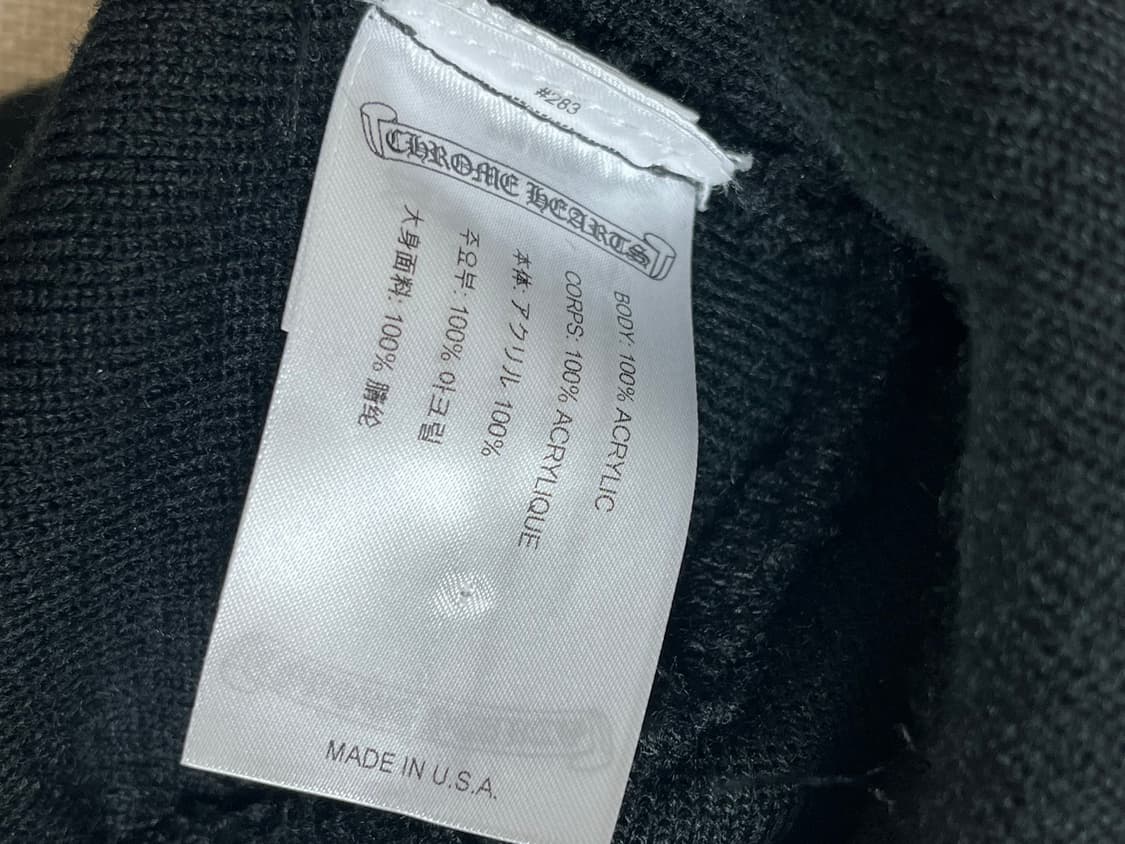 #283
CHROME HEARTS
BODY: 100% ACRYLIC
CORPS: 100% ACRYLIQUE
本体: アクリル 100%
주요부: 100% 아크릴
大身面料: 100% 腈纶
MADE IN U.S.A.